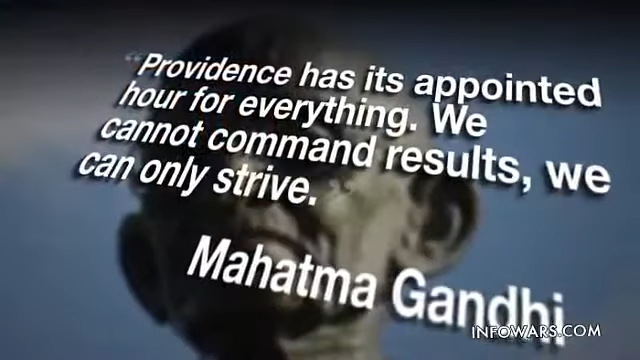 “Providence has its appointed
hour for everything. We
cannot command results, we
can only strive.”
Mahatma Gandhi
INFOWARS.COM